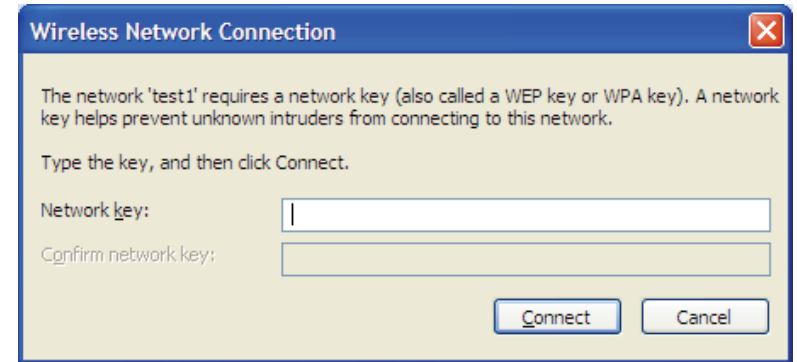 Wireless Network Connection
The network 'test1' requires a network key (also called a WEP key or WPA key). A network
key helps prevent unknown intruders from connecting to this network.
Type the key, and then click Connect.
Network key:
Confirm network key:
Connect Cancel